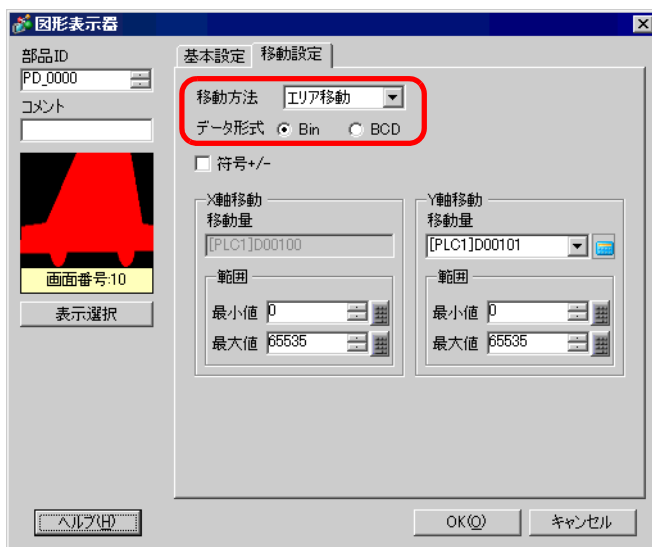 図形表示器
部品ID
PD_0000
コメント
画面番号:10
表示選択
基本設定 移動設定
移動方法 エリア移動
データ形式 Bin BCD
符号+/-
X軸移動
移動量
[PLC1]D00100
範囲
最小値 0
最大値 65535
Y軸移動
移動量
[PLC1]D00101
範囲
最小値 0
最大値 65535
ヘルプ(H)
OK(O) キャンセル